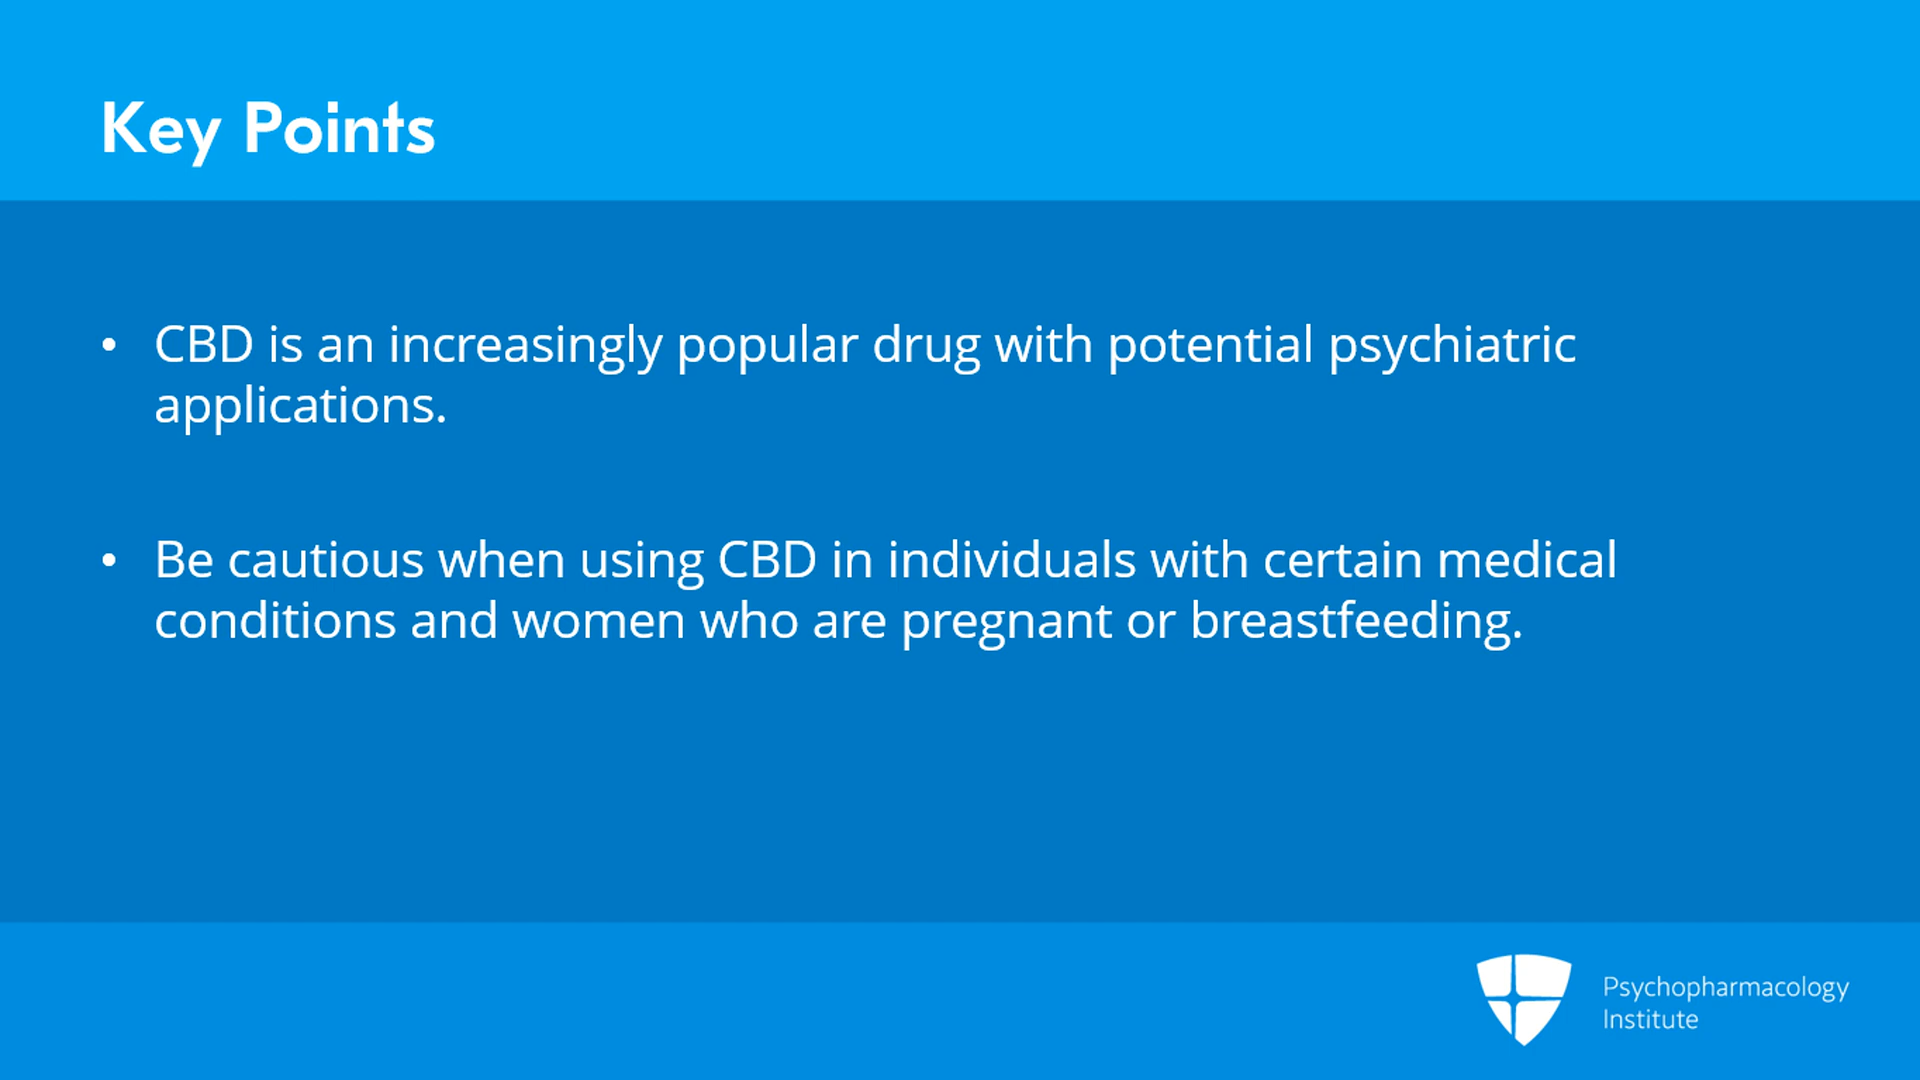 Key Points
• CBD is an increasingly popular drug with potential psychiatric
applications.
• Be cautious when using CBD in individuals with certain medical
conditions and women who are pregnant or breastfeeding.
Psychopharmacology
Institute